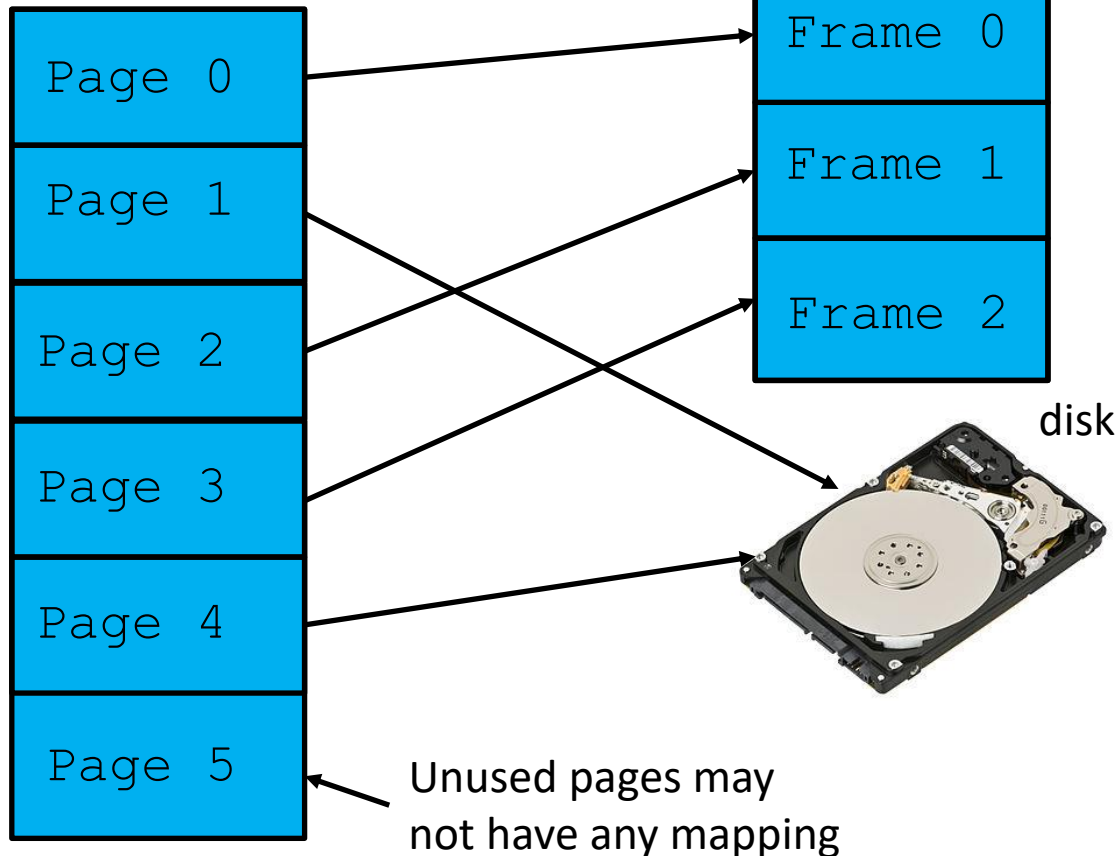 Page 0
Page 1
Page 2
Page 3
Page 4
Page 5
Frame 0
Frame 1
Frame 2
disk
Unused pages may
not have any mapping